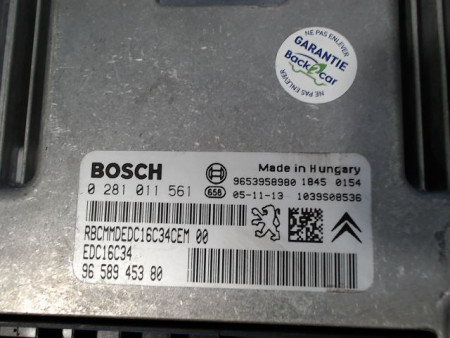 NE PAS ENLEVER
GARANTIE
Back2car
NE PAS ENLEVER
BOSCH
Made in Hungary
0 281 011 561
658
9653958980 1845 0154
05-11-13 1039S08536
RBCMMDEDC16C34CEM 00
EDC16C34
96 589 453 80